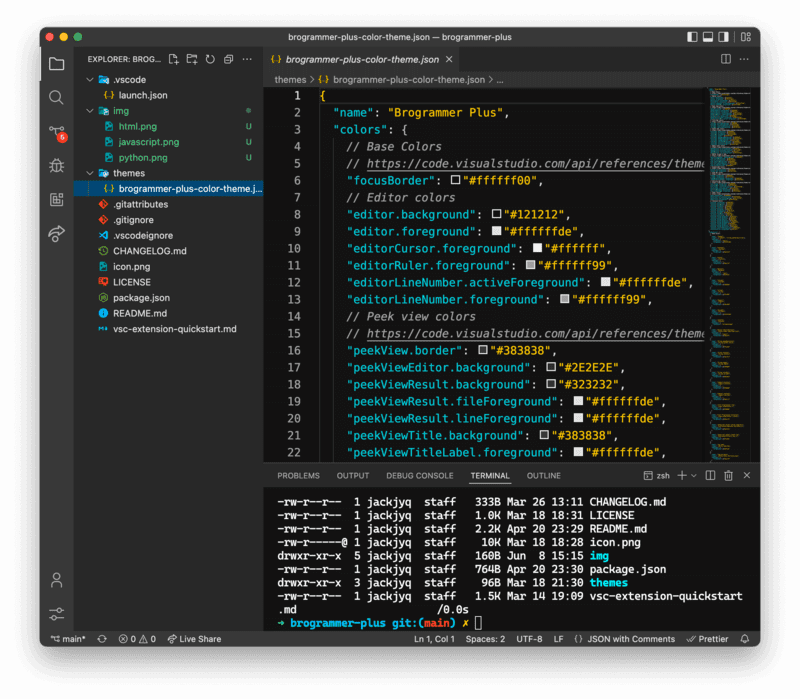 brogrammer-plus-color-theme.json — brogrammer-plus
EXPLORER: BROG...
.vscode
{..} launch.json
img
html.png U
javascript.png U
python.png U
themes
{..} brogrammer-plus-color-theme.j...
.gitattributes
.gitignore
.vscodeignore
CHANGELOG.md
icon.png
LICENSE
package.json
README.md
vsc-extension-quickstart.md
6
{..} brogrammer-plus-color-theme.json
themes > {..} brogrammer-plus-color-theme.json > ...
1 {
2 "name": "Brogrammer Plus",
3 "colors": {
4 // Base Colors
5 // https://code.visualstudio.com/api/references/theme
6 "focusBorder": "#ffffff00",
7 // Editor colors
8 "editor.background": "#121212",
9 "editor.foreground": "#ffffffde",
10 "editorCursor.foreground": "#ffffff",
11 "editorRuler.foreground": "#ffffff99",
12 "editorLineNumber.activeForeground": "#ffffffde",
13 "editorLineNumber.foreground": "#ffffff99",
14 // Peek view colors
15 // https://code.visualstudio.com/api/references/theme
16 "peekView.border": "#383838",
17 "peekViewEditor.background": "#2E2E2E",
18 "peekViewResult.background": "#323232",
19 "peekViewResult.fileForeground": "#ffffffde",
20 "peekViewResult.lineForeground": "#ffffffde",
21 "peekViewTitle.background": "#383838",
22 "peekViewTitleLabel.foreground": "#ffffffde",
PROBLEMS OUTPUT DEBUG CONSOLE TERMINAL OUTLINE zsh
-rw-r--r-- 1 jackjyq staff 333B Mar 26 13:11 CHANGELOG.md
-rw-r--r-- 1 jackjyq staff 1.0K Mar 18 18:31 LICENSE
-rw-r--r-- 1 jackjyq staff 2.2K Apr 20 23:29 README.md
-rw-r-----@ 1 jackjyq staff 10K Mar 18 18:28 icon.png
drwxr-xr-x 5 jackjyq staff 160B Jun 8 15:15 img
-rw-r--r-- 1 jackjyq staff 764B Apr 20 23:30 package.json
drwxr-xr-x 3 jackjyq staff 96B Mar 18 21:30 themes
-rw-r--r-- 1 jackjyq staff 1.5K Mar 14 19:09 vsc-extension-quickstart
.md /0.0s
→ brogrammer-plus git:(main) ✗
main* 0 0 Live Share Ln 1, Col 1 Spaces: 2 UTF-8 LF {} JSON with Comments Prettier